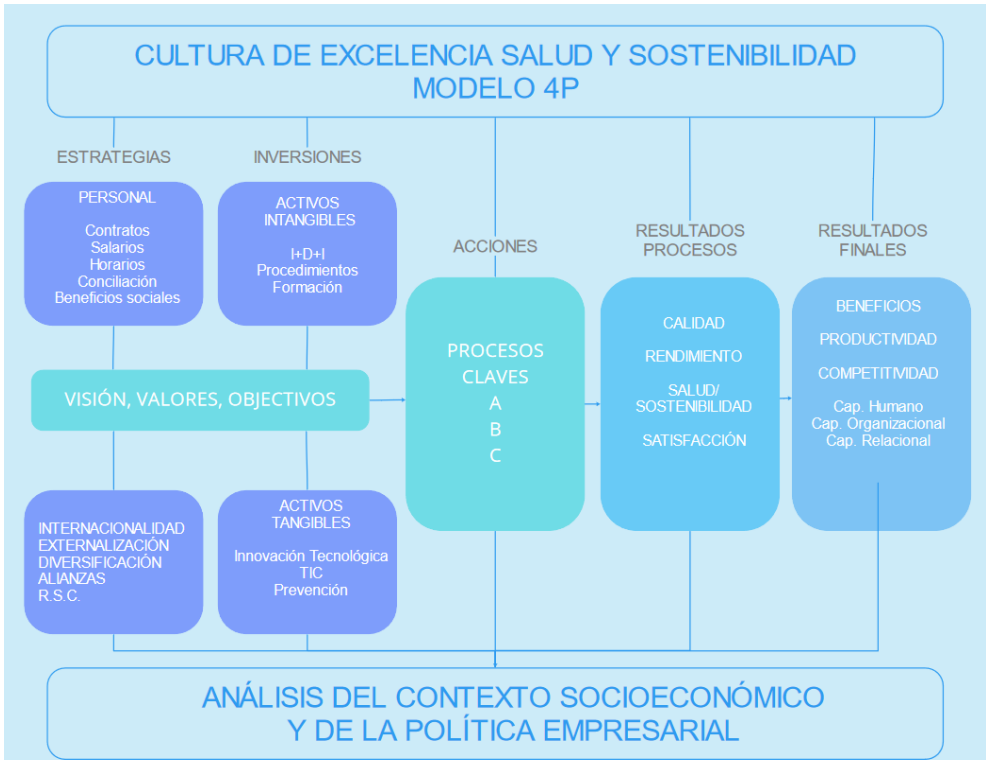 CULTURA DE EXCELENCIA SALUD Y SOSTENIBILIDAD
MODELO 4P
ESTRATEGIAS
PERSONAL
Contratos
Salarios
Horarios
Conciliación
Beneficios sociales
INVERSIONES
ACTIVOS
INTANGIBLES
I+D+I
Procedimientos
Formación
VISIÓN, VALORES, OBJECTIVOS
INTERNACIONALIDAD
EXTERNALIZACIÓN
DIVERSIFICACIÓN
ALIANZAS
R.S.C.
ACTIVOS
TANGIBLES
Innovación Tecnológica
TIC
Prevención
ACCIONES
PROCESOS
CLAVES
A
B
C
RESULTADOS
PROCESOS
CALIDAD
RENDIMIENTO
SALUD/
SOSTENIBILIDAD
SATISFACCIÓN
RESULTADOS
FINALES
BENEFICIOS
PRODUCTIVIDAD
COMPETITIVIDAD
Cap. Humano
Cap. Organizacional
Cap. Relacional
ANÁLISIS DEL CONTEXTO SOCIOECONÓMICO
Y DE LA POLÍTICA EMPRESARIAL